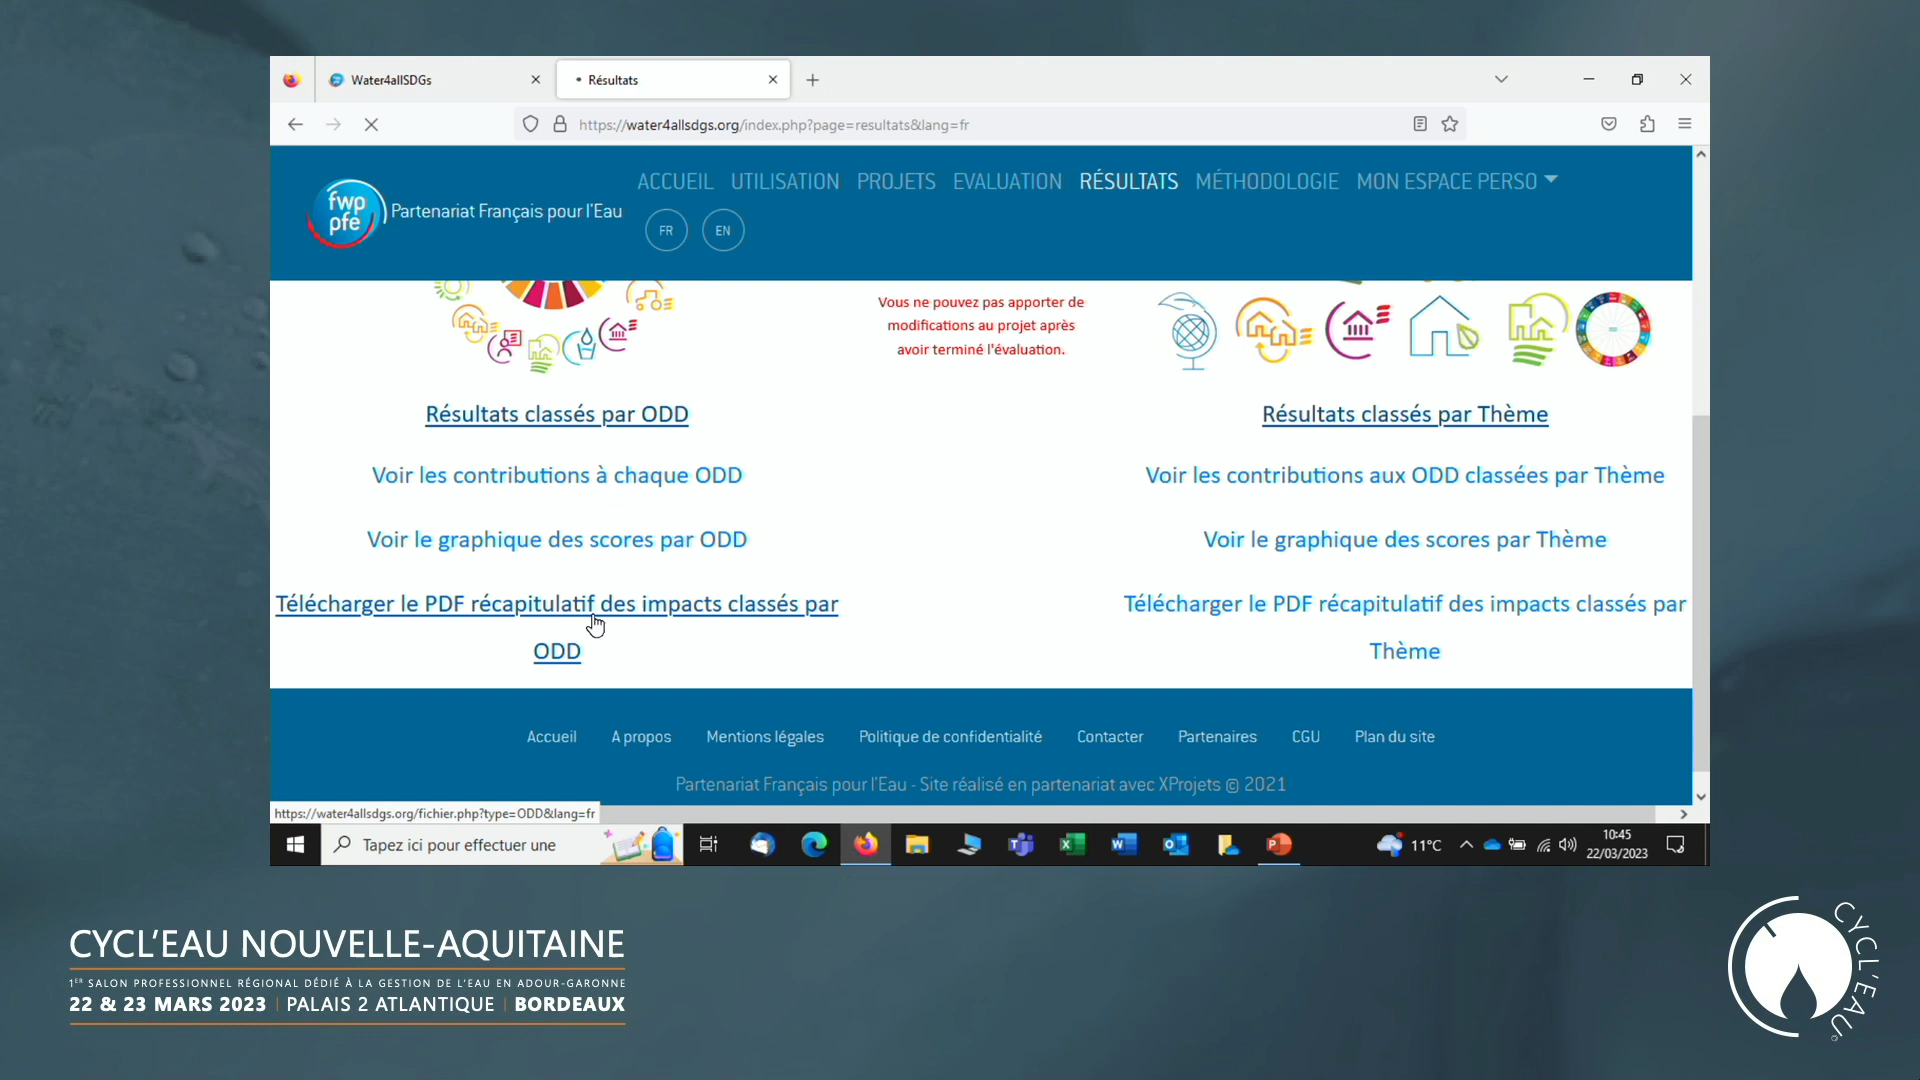 Water4allSDGs
Résultats
https://water4allsdgs.org/index.php?page=resultats&lang=fr
fwp
pfe
Partenariat Français pour l'Eau
ACCUEIL UTILISATION PROJETS EVALUATION RÉSULTATS MÉTHODOLOGIE MON ESPACE PERSO
FR EN
Vous ne pouvez pas apporter de
modifications au projet après
avoir terminé l'évaluation.
Résultats classés par ODD
Voir les contributions à chaque ODD
Voir le graphique des scores par ODD
Télécharger le PDF récapitulatif des impacts classés par
ODD
Résultats classés par Thème
Voir les contributions aux ODD classées par Thème
Voir le graphique des scores par Thème
Télécharger le PDF récapitulatif des impacts classés par
Thème
Accueil A propos Mentions légales Politique de confidentialité Contacter Partenaires CGU Plan du site
Partenariat Français pour l'Eau - Site réalisé en partenariat avec XProjets © 2021
https://water4allsdgs.org/fichier.php?type=ODD&lang=fr
Tapez ici pour effectuer une
11°C
10:45
22/03/2023
CYCL'EAU NOUVELLE-AQUITAINE
1ER SALON PROFESSIONNEL RÉGIONAL DÉDIÉ À LA GESTION DE L'EAU EN ADOUR-GARONNE
22 & 23 MARS 2023 | PALAIS 2 ATLANTIQUE | BORDEAUX
CYCL'EAU